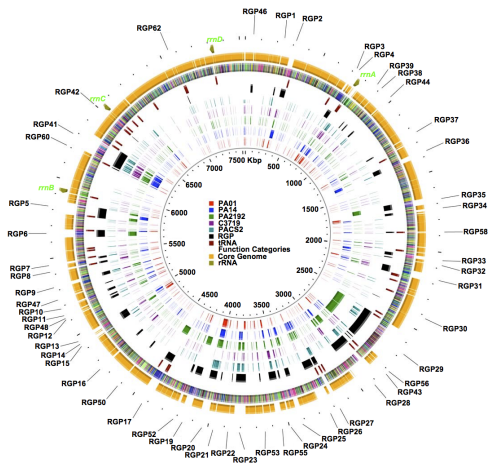 RGP46
RGP1
RGP2
RGP3
RGP4
rrnA
RGP39
RGP38
RGP44
RGP37
RGP36
RGP35
RGP34
RGP58
RGP33
RGP32
RGP31
RGP30
RGP29
RGP56
RGP43
RGP28
RGP27
RGP26
RGP25
RGP24
RGP55
RGP53
RGP23
RGP22
RGP21
RGP20
RGP19
RGP52
RGP17
RGP50
RGP16
RGP15
RGP14
RGP13
RGP12
RGP48
RGP11
RGP10
RGP47
RGP9
RGP8
RGP7
RGP6
RGP5
rrnB
RGP60
RGP41
rrnC
RGP42
RGP62
rrnD
7500 Kbp
500
1000
1500
2000
2500
3000
3500
4000
4500
5000
5500
6000
6500
7000
PA01
PA14
PA2192
C3719
PACS2
RGP
tRNA
Function Categories
Core Genome
rRNA